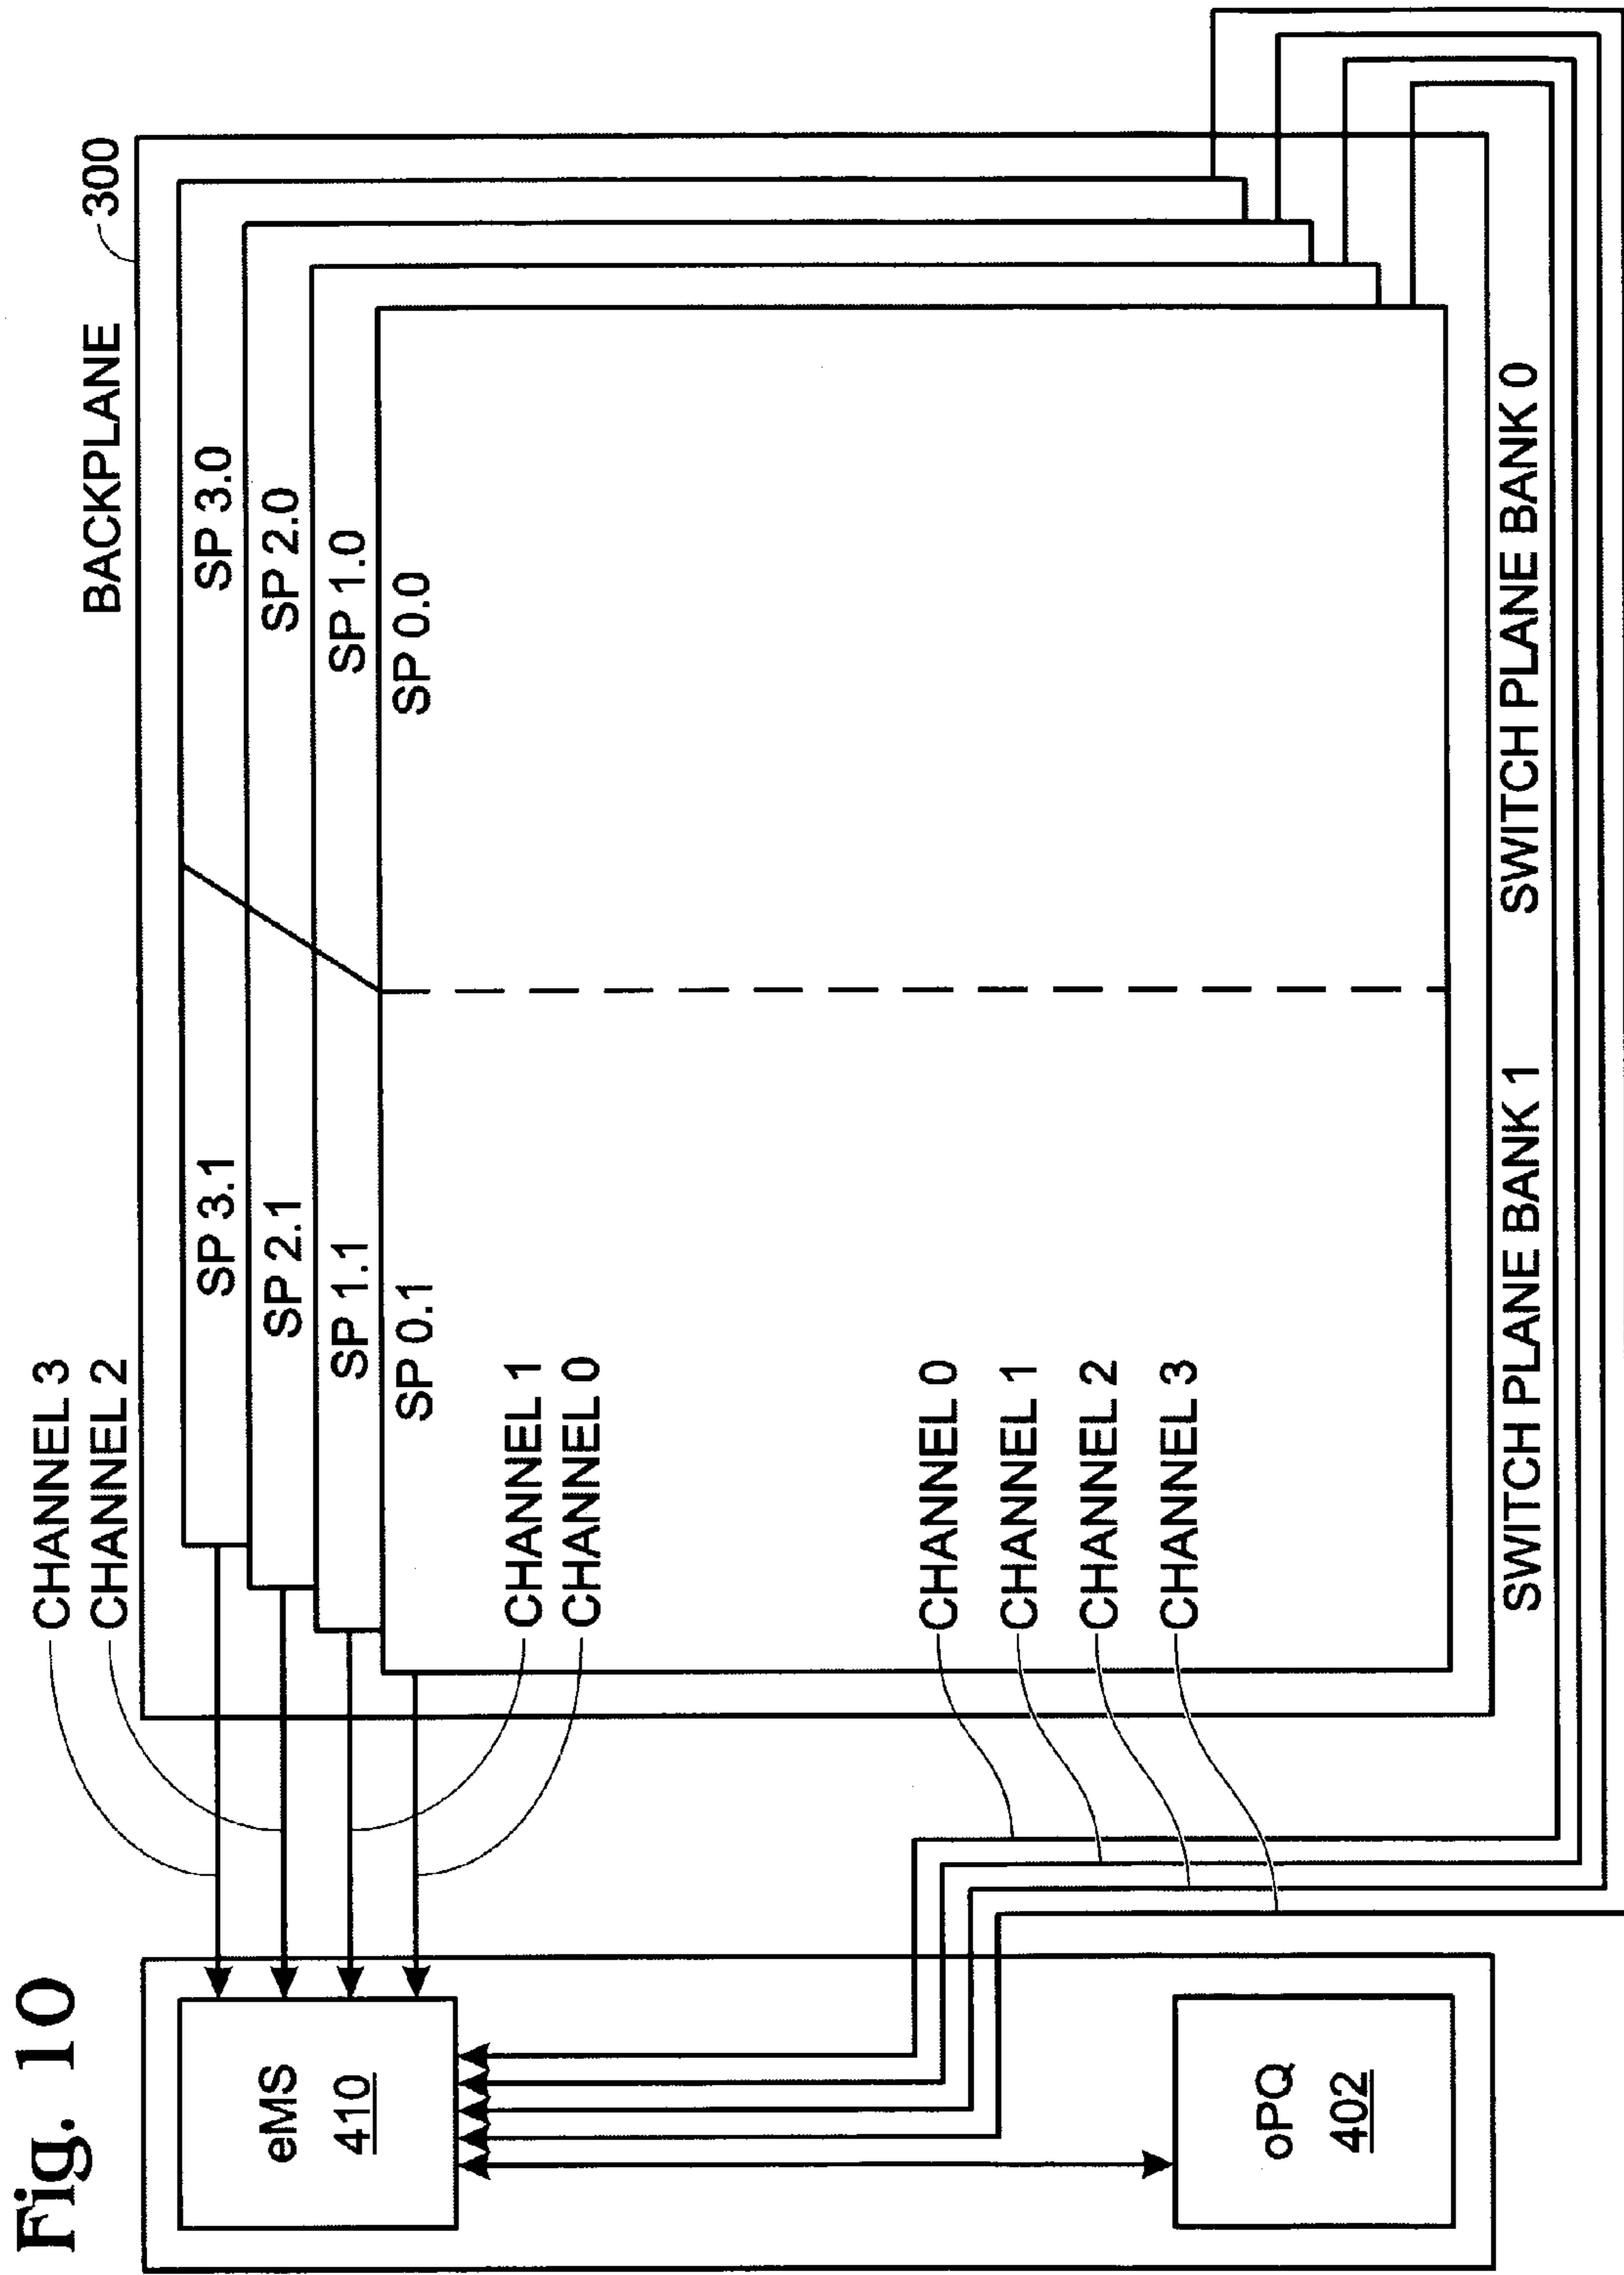 Fig. 10
BACKPLANE
300
CHANNEL 3
CHANNEL 2
SP 3.1
SP 3.0
SP 2.1
SP 2.0
SP 1.1
SP 1.0
SP 0.1
SP 0.0
CHANNEL 1
CHANNEL 0
eMS
410
CHANNEL 0
CHANNEL 1
CHANNEL 2
CHANNEL 3
oPQ
402
SWITCH PLANE BANK 1
SWITCH PLANE BANK 0